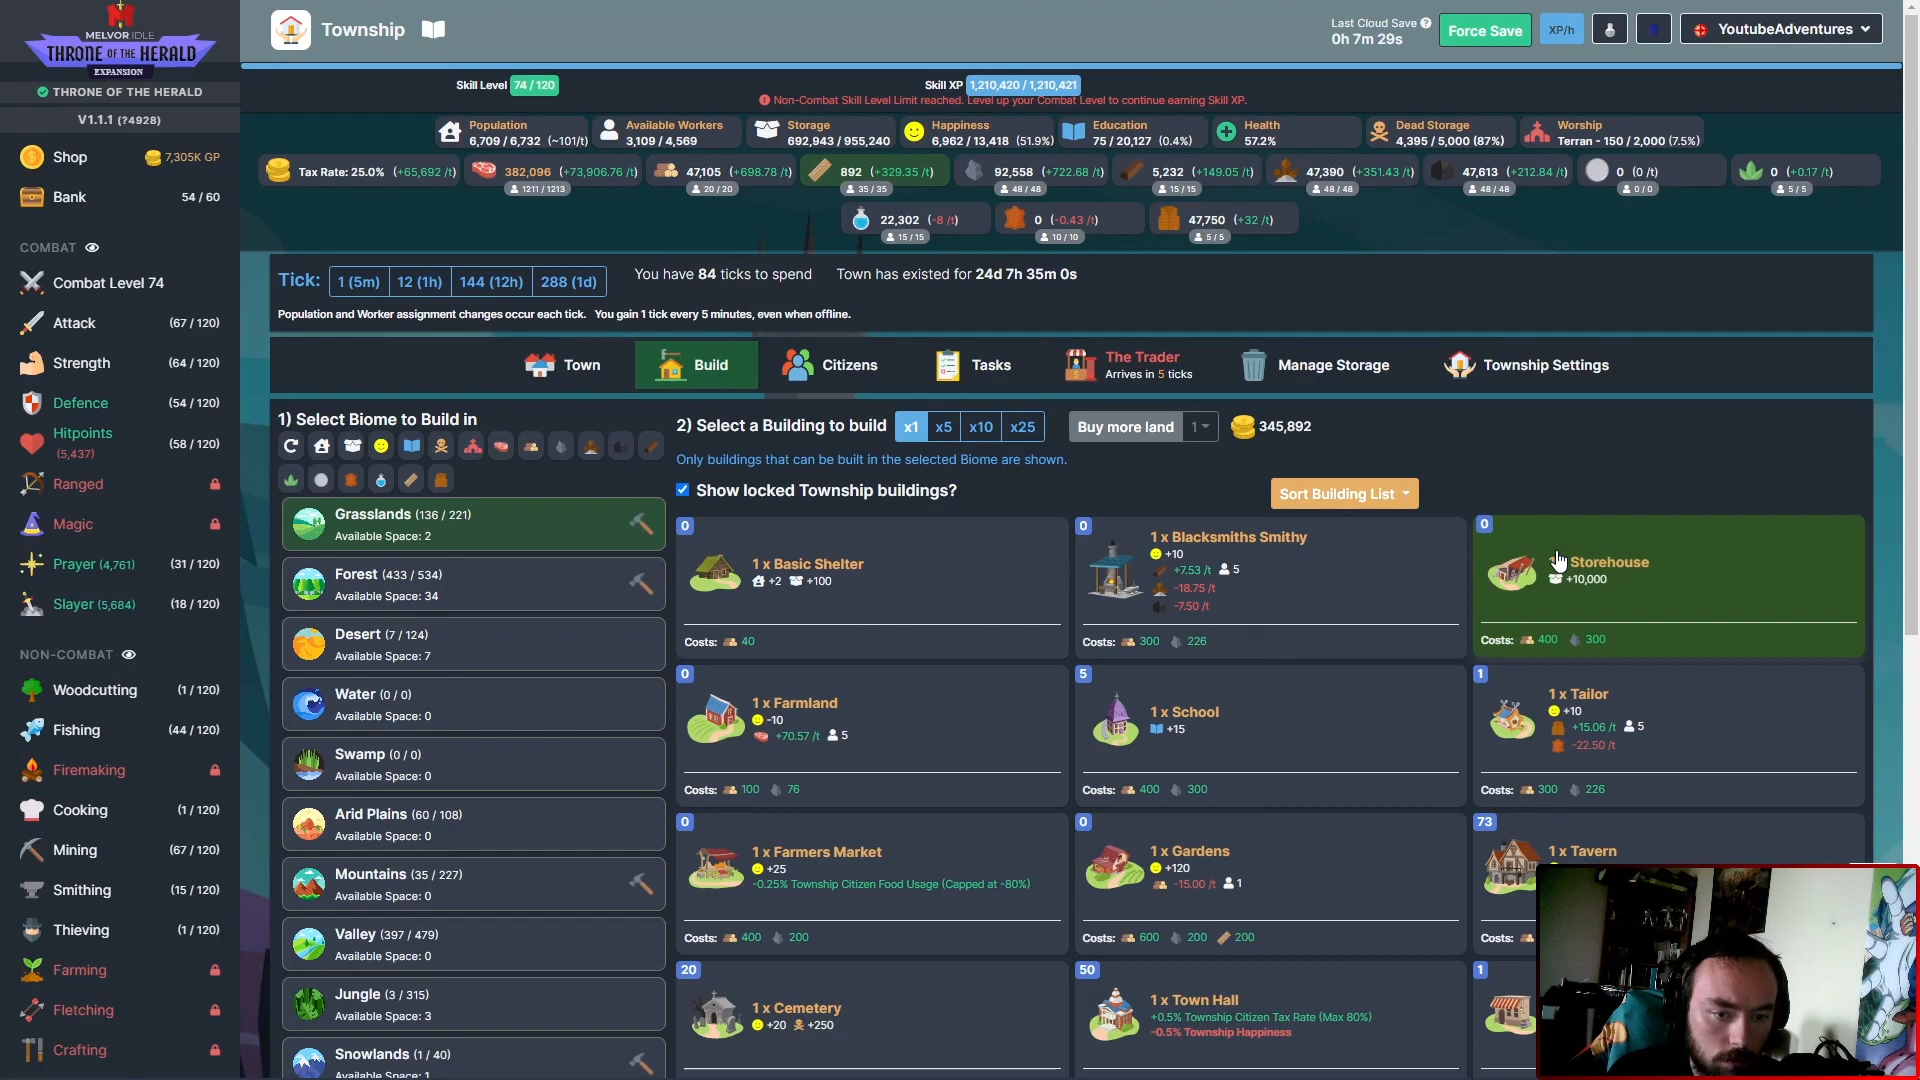 MELVOR IDLE
THRONE OF THE HERALD
EXPANSION
THRONE OF THE HERALD
V1.1.1 (?4928)
Shop 7,305K GP
Bank 54 / 60
COMBAT
Combat Level 74
Attack (67 / 120)
Strength (64 / 120)
Defence (54 / 120)
Hitpoints (58 / 120)
(5,437)
Ranged
Magic
Prayer (4,761) (31 / 120)
Slayer (5,684) (18 / 120)
NON-COMBAT
Woodcutting (1 / 120)
Fishing (44 / 120)
Firemaking
Cooking (1 / 120)
Mining (67 / 120)
Smithing (15 / 120)
Thieving (1 / 120)
Farming
Fletching
Crafting
Township
Last Cloud Save ?
0h 7m 29s
Force Save
XP/h
YoutubeAdventures
Skill Level 74 / 120
Skill XP 1,210,420 / 1,210,421
Non-Combat Skill Level Limit reached. Level up your Combat Level to continue earning Skill XP.
Population
6,709 / 6,732 (~101/t)
Available Workers
3,109 / 4,569
Storage
692,943 / 955,240
Happiness
6,962 / 13,418 (51.9%)
Education
75 / 20,127 (0.4%)
Health
57.2%
Dead Storage
4,395 / 5,000 (87%)
Worship
Terran - 150 / 2,000 (7.5%)
Tax Rate: 25.0% (+65,692 /t)
382,096 (+73,906.76 /t)
1211 / 1213
47,105 (+698.78 /t)
20 / 20
892 (+329.35 /t)
35 / 35
92,558 (+722.68 /t)
48 / 48
5,232 (+149.05 /t)
15 / 15
47,390 (+351.43 /t)
48 / 48
47,613 (+212.84 /t)
48 / 48
0 (0 /t)
0 / 0
0 (+0.17 /t)
5 / 5
22,302 (-8 /t)
15 / 15
0 (-0.43 /t)
10 / 10
47,750 (+32 /t)
5 / 5
Tick: 1 (5m) 12 (1h) 144 (12h) 288 (1d) You have 84 ticks to spend Town has existed for 24d 7h 35m 0s
Population and Worker assignment changes occur each tick. You gain 1 tick every 5 minutes, even when offline.
Town
Build
Citizens
Tasks
The Trader
Arrives in 5 ticks
Manage Storage
Township Settings
1) Select Biome to Build in
Grasslands (136 / 221)
Available Space: 2
Forest (433 / 534)
Available Space: 34
Desert (7 / 124)
Available Space: 7
Water (0 / 0)
Available Space: 0
Swamp (0 / 0)
Available Space: 0
Arid Plains (60 / 108)
Available Space: 0
Mountains (35 / 227)
Available Space: 0
Valley (397 / 479)
Available Space: 0
Jungle (3 / 315)
Available Space: 3
Snowlands (1 / 40)
Available Space: 1
2) Select a Building to build x1 x5 x10 x25 Buy more land 1 345,892
Only buildings that can be built in the selected Biome are shown.
Show locked Township buildings?
Sort Building List
0
1 x Basic Shelter
+2 +100
Costs: 40
0
1 x Blacksmiths Smithy
+10
+7.53 /t 5
-18.75 /t
-7.50 /t
Costs: 300 226
0
Storehouse
+10,000
Costs: 400 300
0
1 x Farmland
-10
+70.57 /t 5
Costs: 100 76
5
1 x School
+15
Costs: 400 300
1
1 x Tailor
+10
+15.06 /t 5
-22.50 /t
Costs: 300 226
0
1 x Farmers Market
+25
-0.25% Township Citizen Food Usage (Capped at -80%)
Costs: 400 200
0
1 x Gardens
+120
-15.00 /t 1
Costs: 600 200 200
73
1 x Tavern
Costs:
20
1 x Cemetery
+20 +250
50
1 x Town Hall
+0.5% Township Citizen Tax Rate (Max 80%)
-0.5% Township Happiness
1